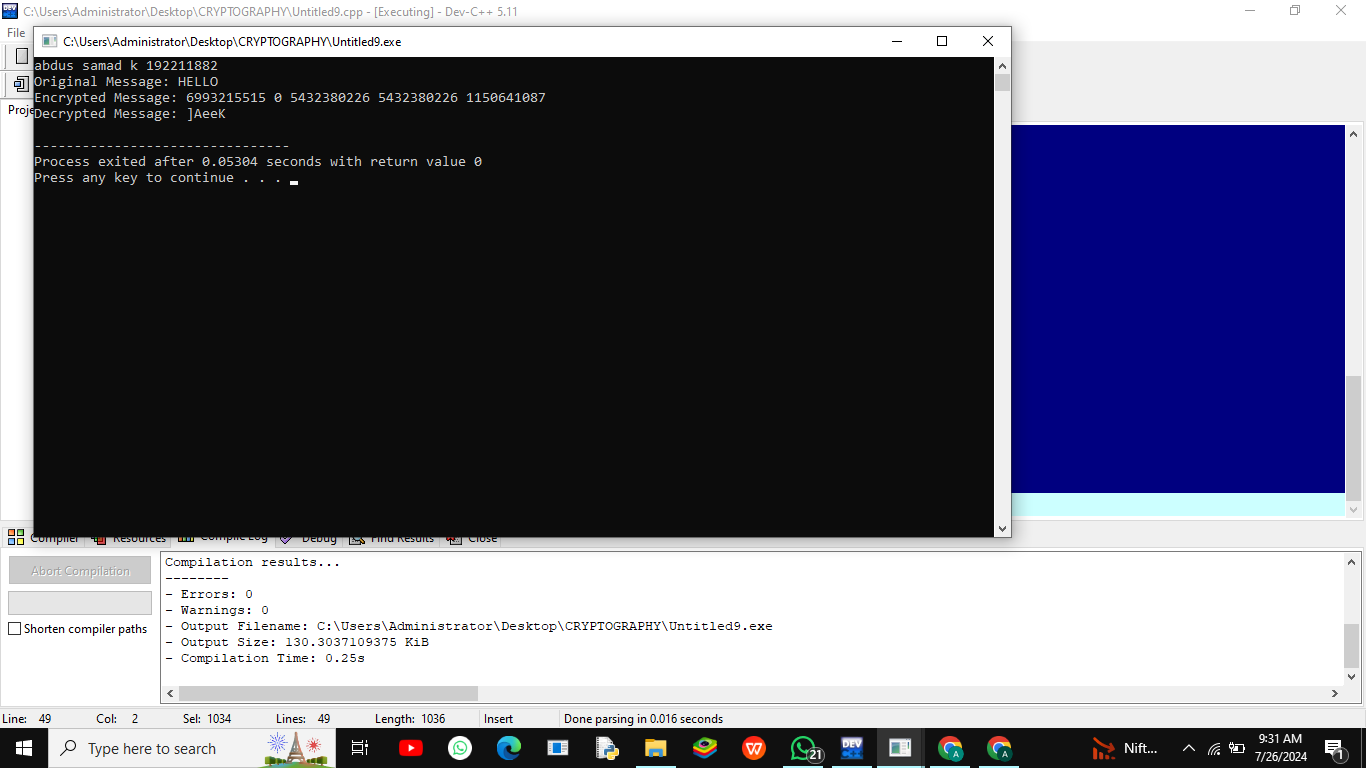 C:\Users\Administrator\Desktop\CRYPTOGRAPHY\Untitled9.cpp - [Executing] - Dev-C++ 5.11
File
C:\Users\Administrator\Desktop\CRYPTOGRAPHY\Untitled9.exe
abdus samad k 192211882
Original Message: HELLO
Encrypted Message: 6993215515 0 5432380226 5432380226 1150641087
Decrypted Message: ]AeeK
--------------------------------
Process exited after 0.05304 seconds with return value 0
Press any key to continue . . .
Proje
Compiler Resources Compile Log Debug Find Results Close
Abort Compilation
Shorten compiler paths
Compilation results...
--------
- Errors: 0
- Warnings: 0
- Output Filename: C:\Users\Administrator\Desktop\CRYPTOGRAPHY\Untitled9.exe
- Output Size: 130.3037109375 KiB
- Compilation Time: 0.25s
Line: 49 Col: 2 Sel: 1034 Lines: 49 Length: 1036 Insert Done parsing in 0.016 seconds
Type here to search
21
DEV
A
A
Nift...
9:31 AM
7/26/2024
1